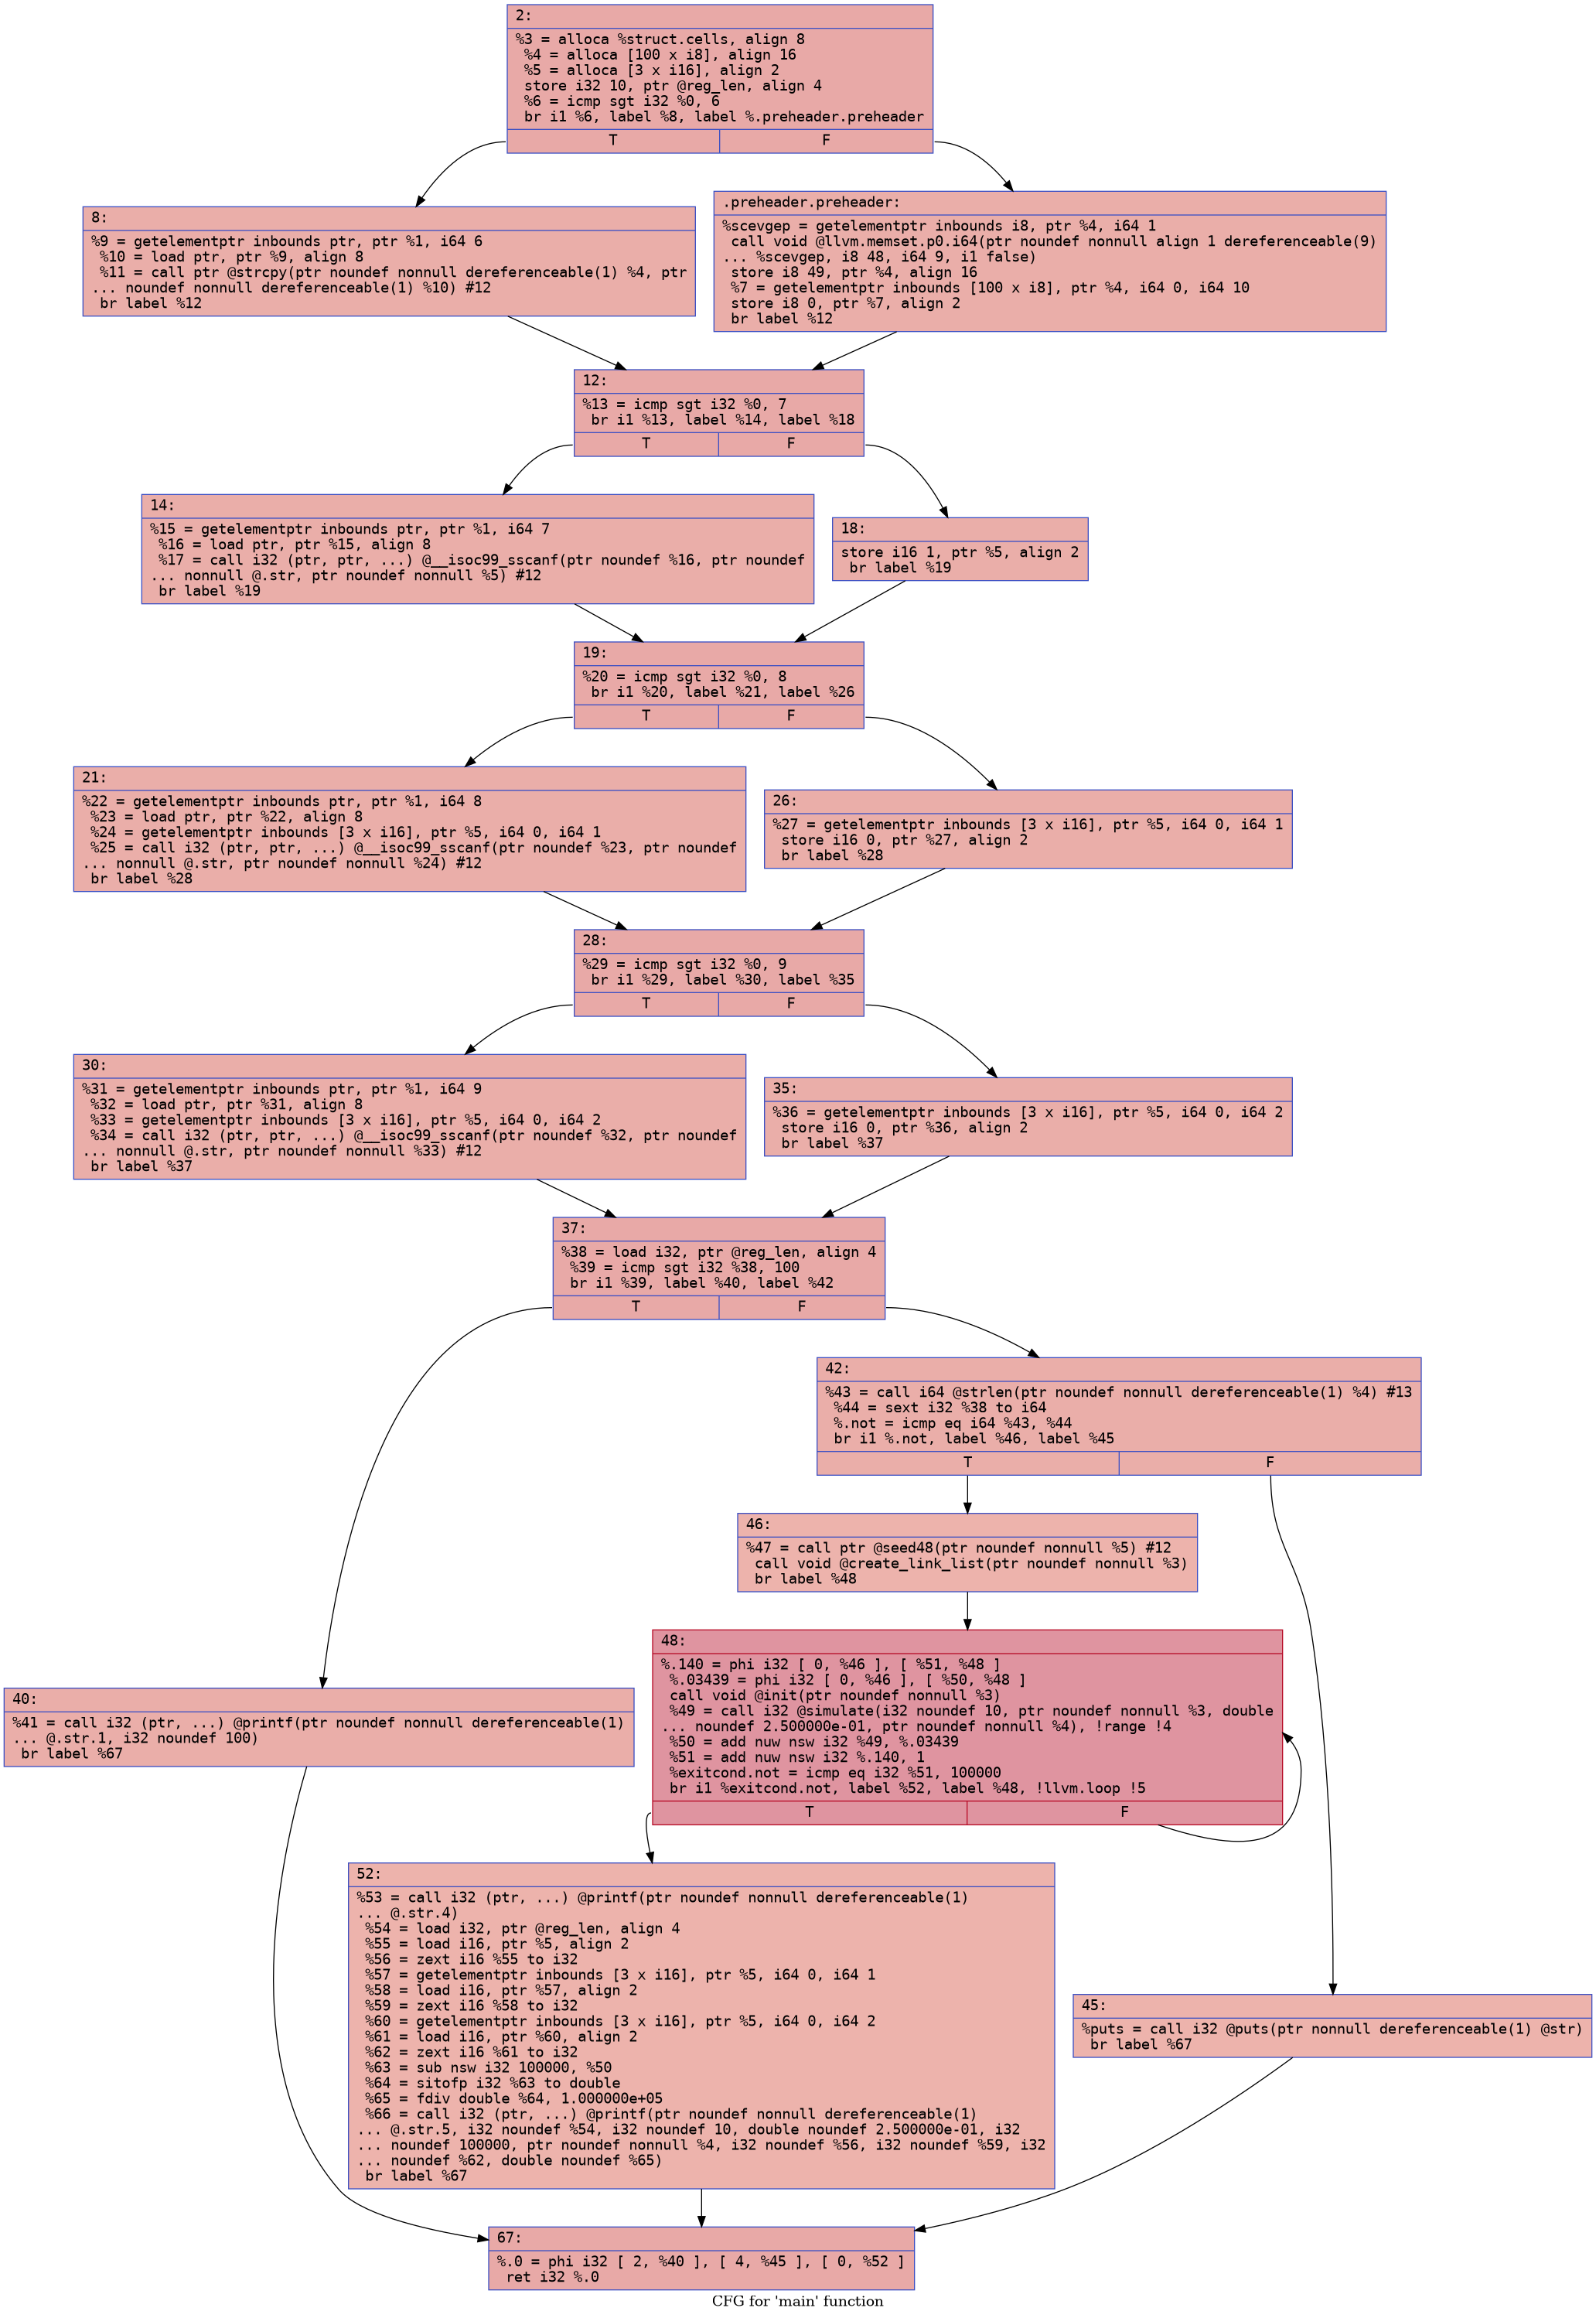 2:
%3 = alloca %struct.cells, align 8
%4 = alloca [100 x i8], align 16
%5 = alloca [3 x i16], align 2
store i32 10, ptr @reg_len, align 4
%6 = icmp sgt i32 %0, 6
br i1 %6, label %8, label %.preheader.preheader
T F
8:
%9 = getelementptr inbounds ptr, ptr %1, i64 6
%10 = load ptr, ptr %9, align 8
%11 = call ptr @strcpy(ptr noundef nonnull dereferenceable(1) %4, ptr
... noundef nonnull dereferenceable(1) %10) #12
br label %12
.preheader.preheader:
%scevgep = getelementptr inbounds i8, ptr %4, i64 1
call void @llvm.memset.p0.i64(ptr noundef nonnull align 1 dereferenceable(9)
... %scevgep, i8 48, i64 9, i1 false)
store i8 49, ptr %4, align 16
%7 = getelementptr inbounds [100 x i8], ptr %4, i64 0, i64 10
store i8 0, ptr %7, align 2
br label %12
12:
%13 = icmp sgt i32 %0, 7
br i1 %13, label %14, label %18
T F
14:
%15 = getelementptr inbounds ptr, ptr %1, i64 7
%16 = load ptr, ptr %15, align 8
%17 = call i32 (ptr, ptr, ...) @__isoc99_sscanf(ptr noundef %16, ptr noundef
... nonnull @.str, ptr noundef nonnull %5) #12
br label %19
18:
store i16 1, ptr %5, align 2
br label %19
19:
%20 = icmp sgt i32 %0, 8
br i1 %20, label %21, label %26
T F
21:
%22 = getelementptr inbounds ptr, ptr %1, i64 8
%23 = load ptr, ptr %22, align 8
%24 = getelementptr inbounds [3 x i16], ptr %5, i64 0, i64 1
%25 = call i32 (ptr, ptr, ...) @__isoc99_sscanf(ptr noundef %23, ptr noundef
... nonnull @.str, ptr noundef nonnull %24) #12
br label %28
26:
%27 = getelementptr inbounds [3 x i16], ptr %5, i64 0, i64 1
store i16 0, ptr %27, align 2
br label %28
28:
%29 = icmp sgt i32 %0, 9
br i1 %29, label %30, label %35
T F
30:
%31 = getelementptr inbounds ptr, ptr %1, i64 9
%32 = load ptr, ptr %31, align 8
%33 = getelementptr inbounds [3 x i16], ptr %5, i64 0, i64 2
%34 = call i32 (ptr, ptr, ...) @__isoc99_sscanf(ptr noundef %32, ptr noundef
... nonnull @.str, ptr noundef nonnull %33) #12
br label %37
35:
%36 = getelementptr inbounds [3 x i16], ptr %5, i64 0, i64 2
store i16 0, ptr %36, align 2
br label %37
37:
%38 = load i32, ptr @reg_len, align 4
%39 = icmp sgt i32 %38, 100
br i1 %39, label %40, label %42
T F
42:
%43 = call i64 @strlen(ptr noundef nonnull dereferenceable(1) %4) #13
%44 = sext i32 %38 to i64
%.not = icmp eq i64 %43, %44
br i1 %.not, label %46, label %45
T F
46:
%47 = call ptr @seed48(ptr noundef nonnull %5) #12
call void @create_link_list(ptr noundef nonnull %3)
br label %48
48:
%.140 = phi i32 [ 0, %46 ], [ %51, %48 ]
%.03439 = phi i32 [ 0, %46 ], [ %50, %48 ]
call void @init(ptr noundef nonnull %3)
%49 = call i32 @simulate(i32 noundef 10, ptr noundef nonnull %3, double
... noundef 2.500000e-01, ptr noundef nonnull %4), !range !4
%50 = add nuw nsw i32 %49, %.03439
%51 = add nuw nsw i32 %.140, 1
%exitcond.not = icmp eq i32 %51, 100000
br i1 %exitcond.not, label %52, label %48, !llvm.loop !5
T F
40:
%41 = call i32 (ptr, ...) @printf(ptr noundef nonnull dereferenceable(1)
... @.str.1, i32 noundef 100)
br label %67
52:
%53 = call i32 (ptr, ...) @printf(ptr noundef nonnull dereferenceable(1)
... @.str.4)
%54 = load i32, ptr @reg_len, align 4
%55 = load i16, ptr %5, align 2
%56 = zext i16 %55 to i32
%57 = getelementptr inbounds [3 x i16], ptr %5, i64 0, i64 1
%58 = load i16, ptr %57, align 2
%59 = zext i16 %58 to i32
%60 = getelementptr inbounds [3 x i16], ptr %5, i64 0, i64 2
%61 = load i16, ptr %60, align 2
%62 = zext i16 %61 to i32
%63 = sub nsw i32 100000, %50
%64 = sitofp i32 %63 to double
%65 = fdiv double %64, 1.000000e+05
%66 = call i32 (ptr, ...) @printf(ptr noundef nonnull dereferenceable(1)
... @.str.5, i32 noundef %54, i32 noundef 10, double noundef 2.500000e-01, i32
... noundef 100000, ptr noundef nonnull %4, i32 noundef %56, i32 noundef %59, i32
... noundef %62, double noundef %65)
br label %67
45:
%puts = call i32 @puts(ptr nonnull dereferenceable(1) @str)
br label %67
67:
%.0 = phi i32 [ 2, %40 ], [ 4, %45 ], [ 0, %52 ]
ret i32 %.0
CFG for 'main' function